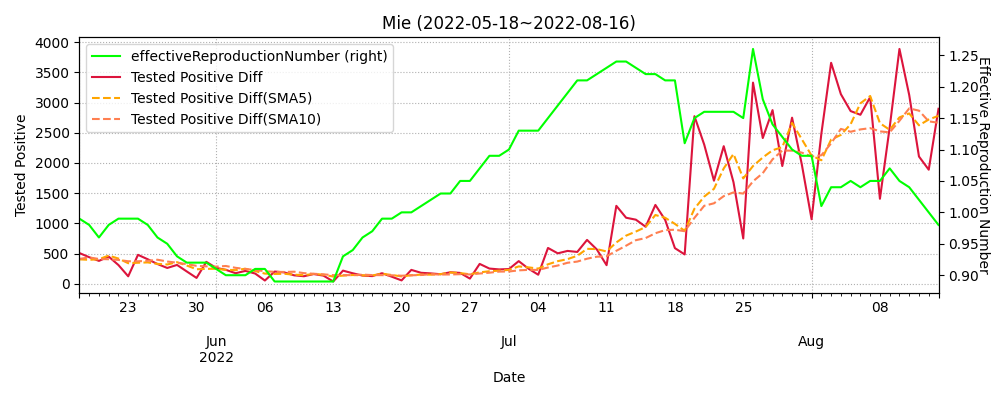 Mie (2022-05-18~2022-08-16)
effectiveReproductionNumber (right)
Tested Positive Diff
Tested Positive Diff(SMA5)
Tested Positive Diff(SMA10)
Tested Positive
4000
3500
3000
2500
2000
1500
1000
500
0
1.25
1.20
1.15
1.10
1.05
1.00
0.95
0.90
Effective Reproduction Number
23 30 06 13 20 27 04 11 18 25 08
Jun Jul Aug
2022
Date